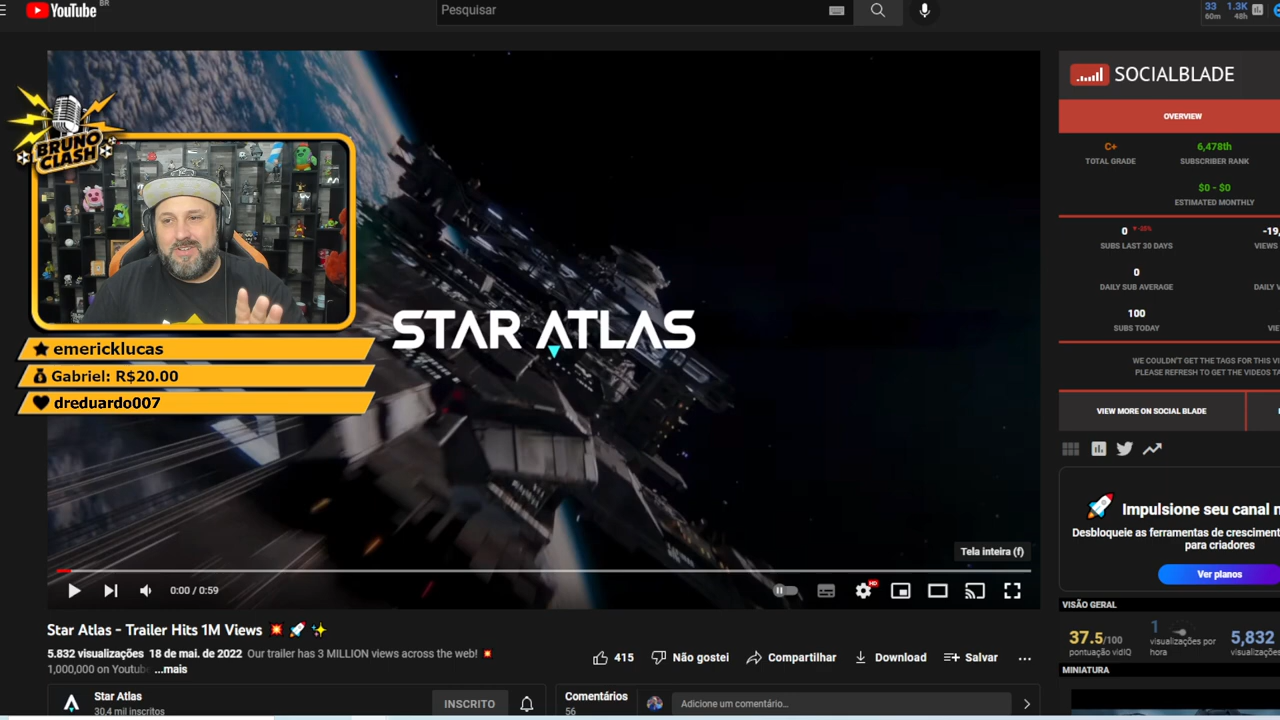 YouTube BR
Pesquisar
33
60m
1.3K
48h
BRUNO
CLASH
emericklucas
Gabriel: R$20.00
dreduardo007
STAR ATLAS
Tela inteira (f)
0:00 / 0:59
HD
Star Atlas - Trailer Hits 1M Views 💥 🚀 ✨
5.832 visualizações 18 de mai. de 2022 Our trailer has 3 MILLION views across the web! 💥
1,000,000 on Youtube ...mais
415
Não gostei
Compartilhar
Download
Salvar
Star Atlas
30,4 mil inscritos
INSCRITO
Comentários
56
Adicione um comentário...
SOCIALBLADE
OVERVIEW
C+
TOTAL GRADE
6,478th
SUBSCRIBER RANK
$0 - $0
ESTIMATED MONTHLY
0
SUBS LAST 30 DAYS
-19,
VIEWS
0
DAILY SUB AVERAGE
DAILY V
100
SUBS TODAY
VIE
WE COULDN'T GET THE TAGS FOR THIS VI
PLEASE REFRESH TO GET THE VIDEOS TA
VIEW MORE ON SOCIAL BLADE
🚀 Impulsione seu canal n
Desbloqueie as ferramentas de crescimen
para criadores
Ver planos
VISÃO GERAL
37.5/100
pontuação vidIQ
1
visualizações por
hora
5,832
visualizações
MINIATURA